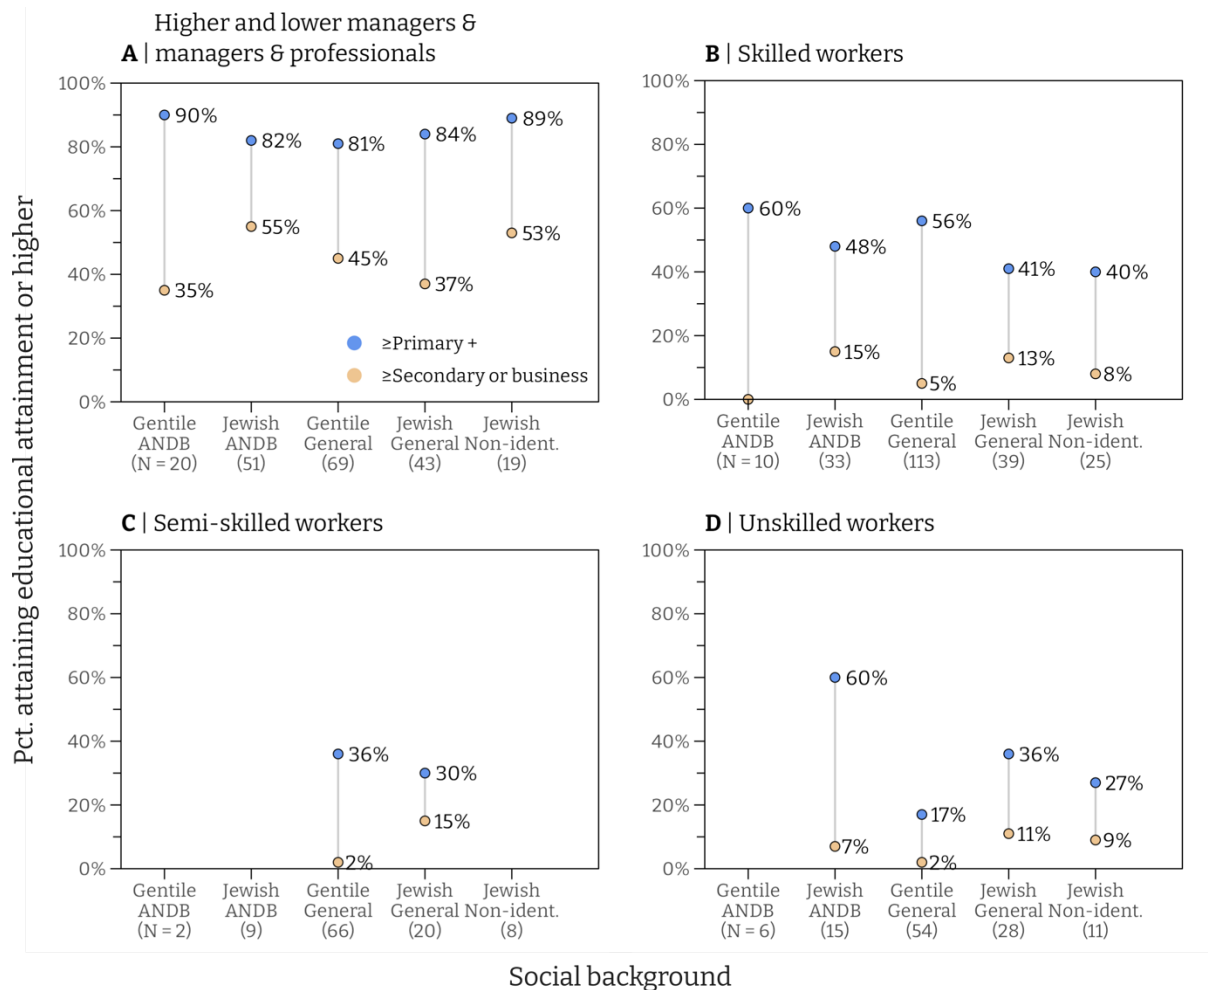 Higher and lower managers &
A | managers & professionals
100%
80%
60%
40%
20%
0%
90%
82%
81%
84%
89%
35%
55%
45%
37%
53%
≥Primary +
≥Secondary or business
Gentile Jewish Gentile Jewish Jewish
ANDB ANDB General General Non-ident.
(N = 20) (51) (69) (43) (19)
B | Skilled workers
100%
80%
60%
40%
20%
0%
60%
48%
56%
41%
40%
15%
5%
13%
8%
Gentile Jewish Gentile Jewish Jewish
ANDB ANDB General General Non-ident.
(N = 10) (33) (113) (39) (25)
C | Semi-skilled workers
100%
80%
60%
40%
20%
0%
36%
30%
2%
15%
Gentile Jewish Gentile Jewish Jewish
ANDB ANDB General General Non-ident.
(N = 2) (9) (66) (20) (8)
D | Unskilled workers
100%
80%
60%
40%
20%
0%
60%
17%
36%
27%
7%
2%
11%
9%
Gentile Jewish Gentile Jewish Jewish
ANDB ANDB General General Non-ident.
(N = 6) (15) (54) (28) (11)
Pct. attaining educational attainment or higher
Social background